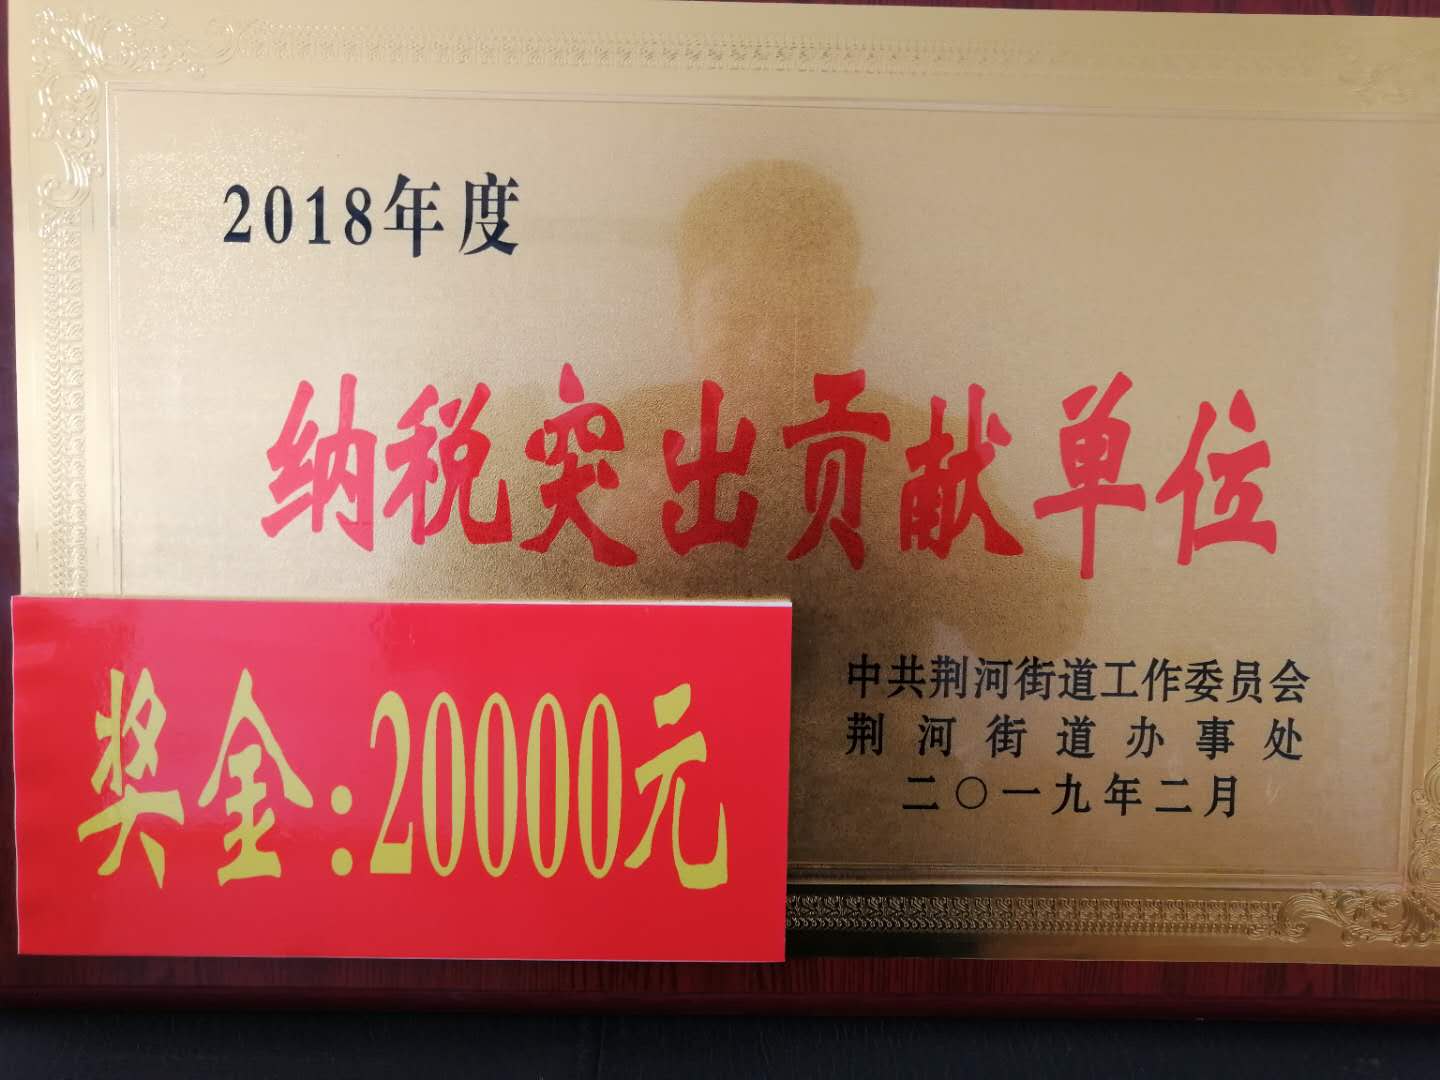 2018年度
纳税突出贡献单位
奖金:20000元
中共荆河街道工作委员会
荆河街道办事处
二〇一九年二月